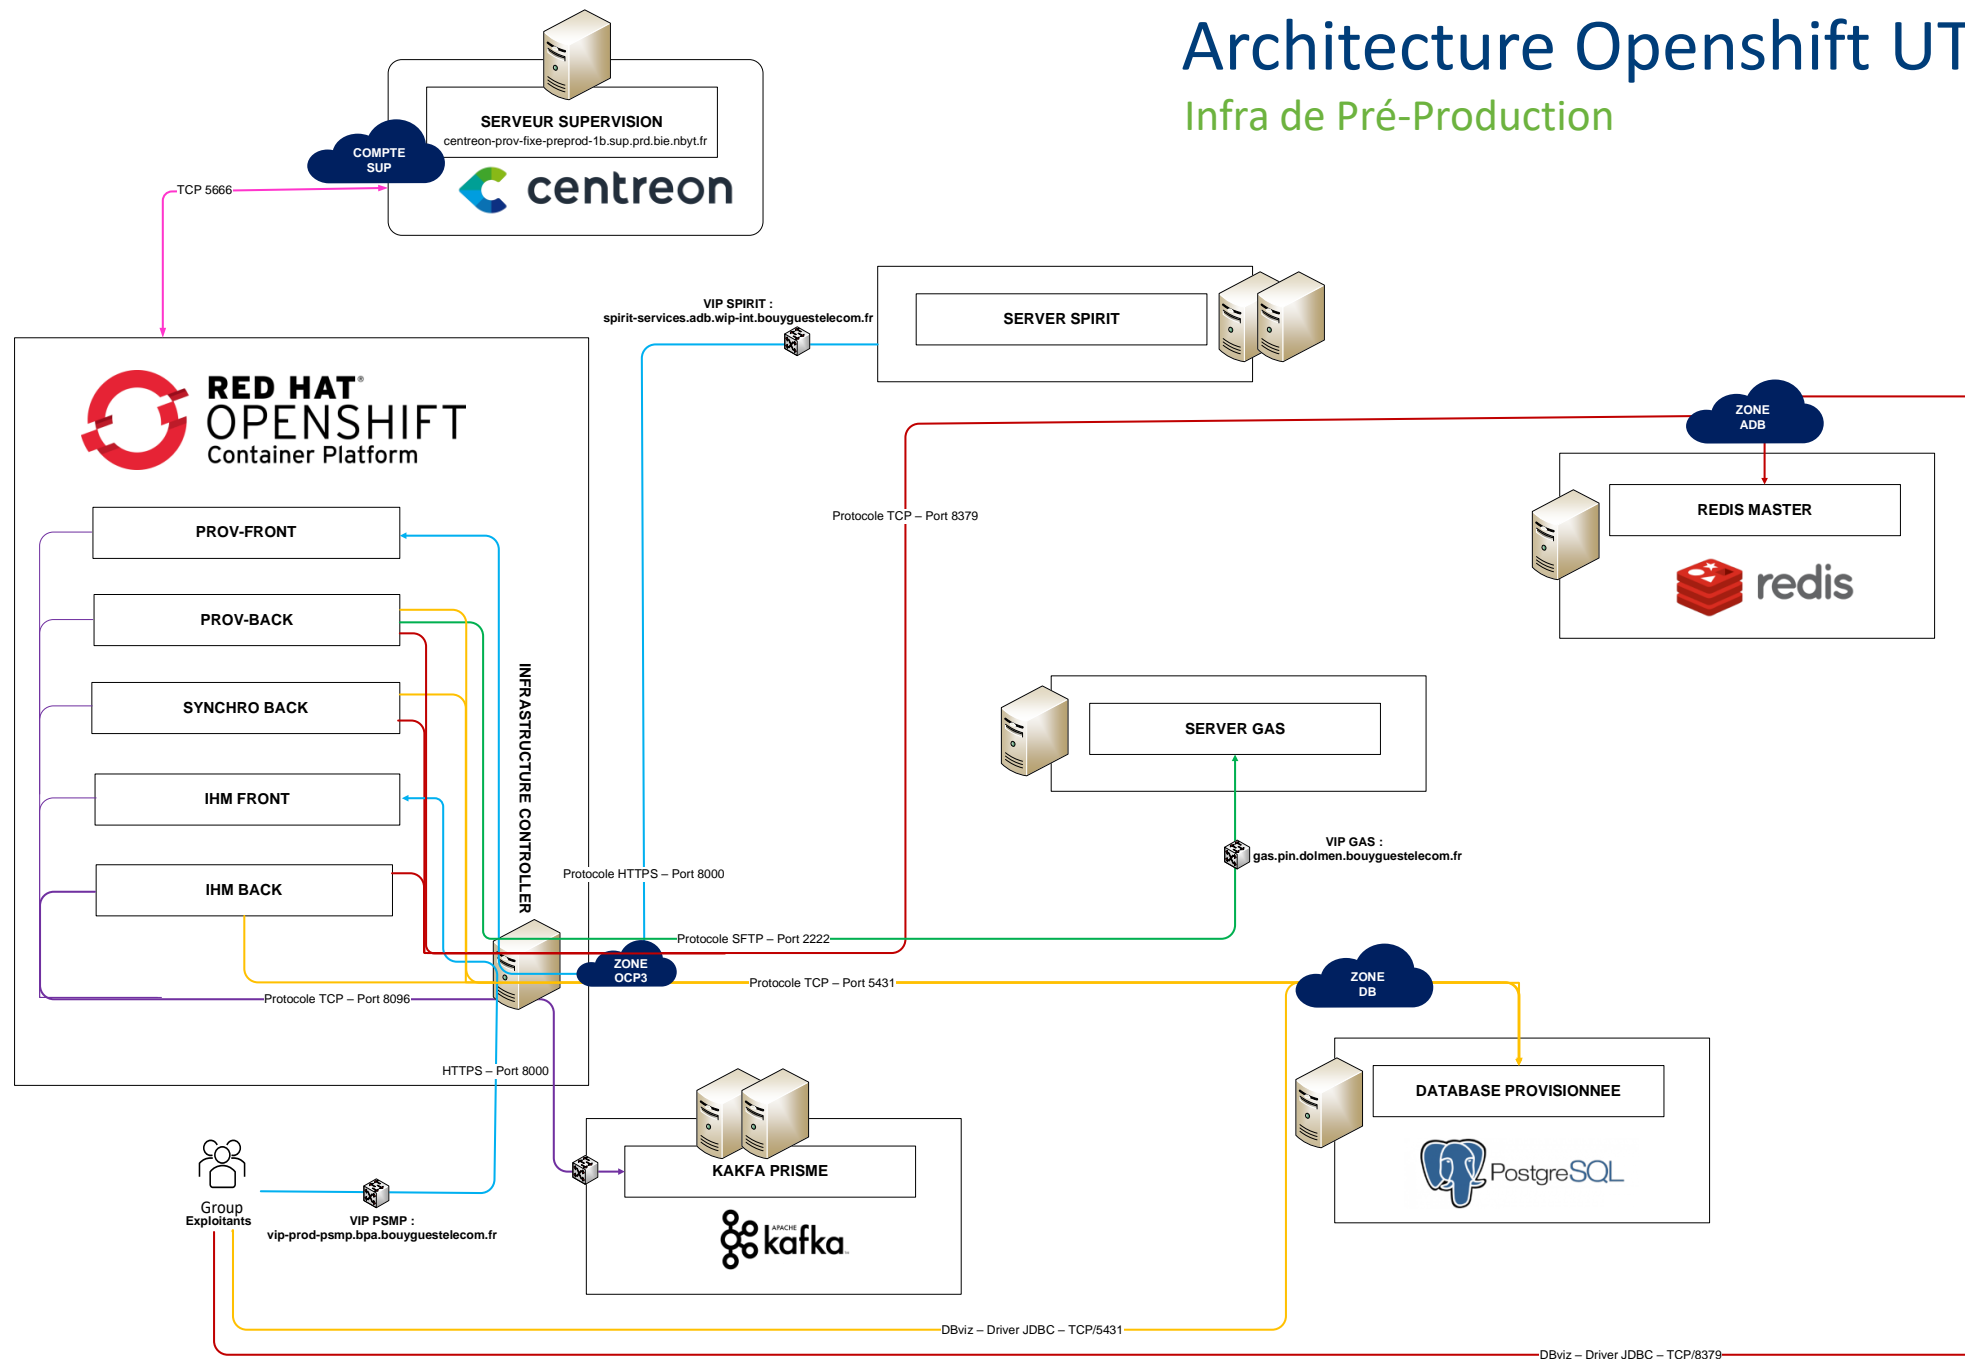 Architecture Openshift UT
Infra de Pré-Production
SERVEUR SUPERVISION
centreon-prov-fixe-preprod-1b.sup.prd.bie.nbyt.fr
COMPTE
SUP
centreon
TCP 5666
VIP SPIRIT :
spirit-services.adb.wip-int.bouyguestelecom.fr
SERVER SPIRIT
RED HAT®
OPENSHIFT
Container Platform
ZONE
ADB
REDIS MASTER
redis
Protocole TCP – Port 8379
PROV-FRONT
PROV-BACK
SYNCHRO BACK
IHM FRONT
IHM BACK
INFRASTRUCTURE CONTROLLER
SERVER GAS
VIP GAS :
gas.pin.dolmen.bouyguestelecom.fr
Protocole HTTPS – Port 8000
Protocole SFTP – Port 2222
ZONE
OCP3
Protocole TCP – Port 5431
ZONE
DB
Protocole TCP – Port 8096
HTTPS – Port 8000
DATABASE PROVISIONNEE
PostgreSQL
KAKFA PRISME
APACHE
kafka
Group
Exploitants
VIP PSMP :
vip-prod-psmp.bpa.bouyguestelecom.fr
DBviz – Driver JDBC – TCP/5431
DBviz – Driver JDBC – TCP/8379